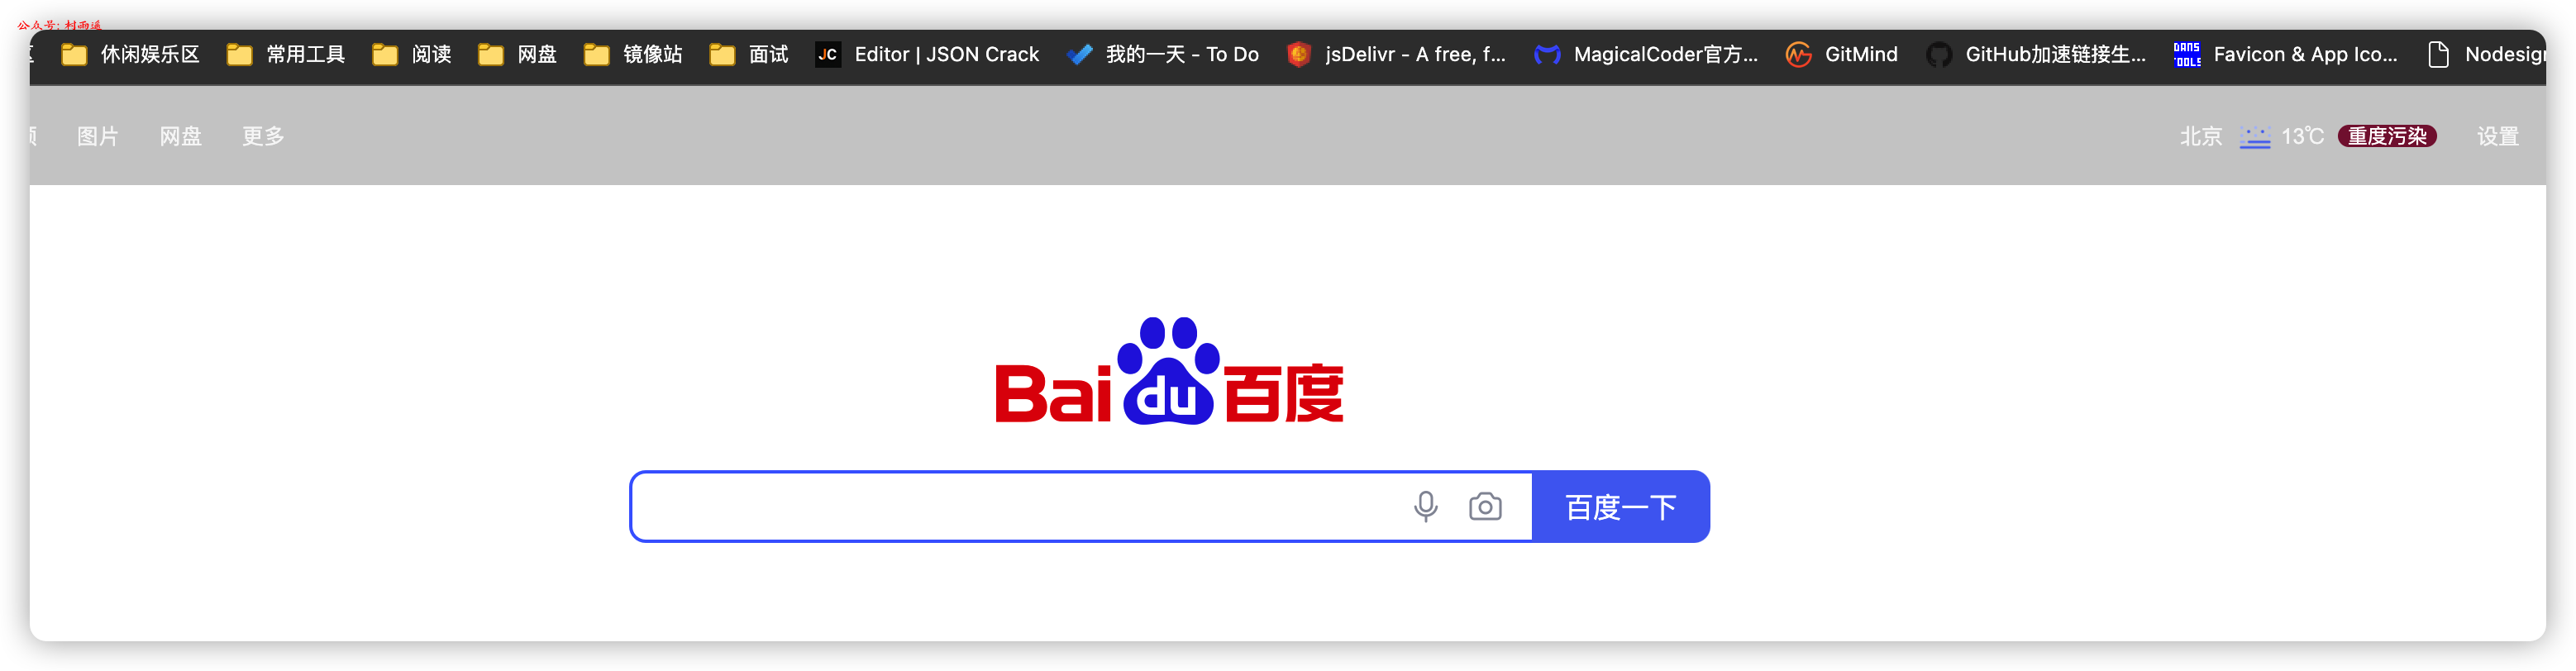 公众号: 村雨遥
休闲娱乐区 常用工具 阅读 网盘 镜像站 面试 JC Editor | JSON Crack 我的一天 - To Do jsDelivr - A free, f... MagicalCoder官方... GitMind GitHub加速链接生... DANS TOOLS Favicon & App Ico... Nodesign
图片 网盘 更多 北京 13℃ 重度污染 设置
Bai du 百度
百度一下